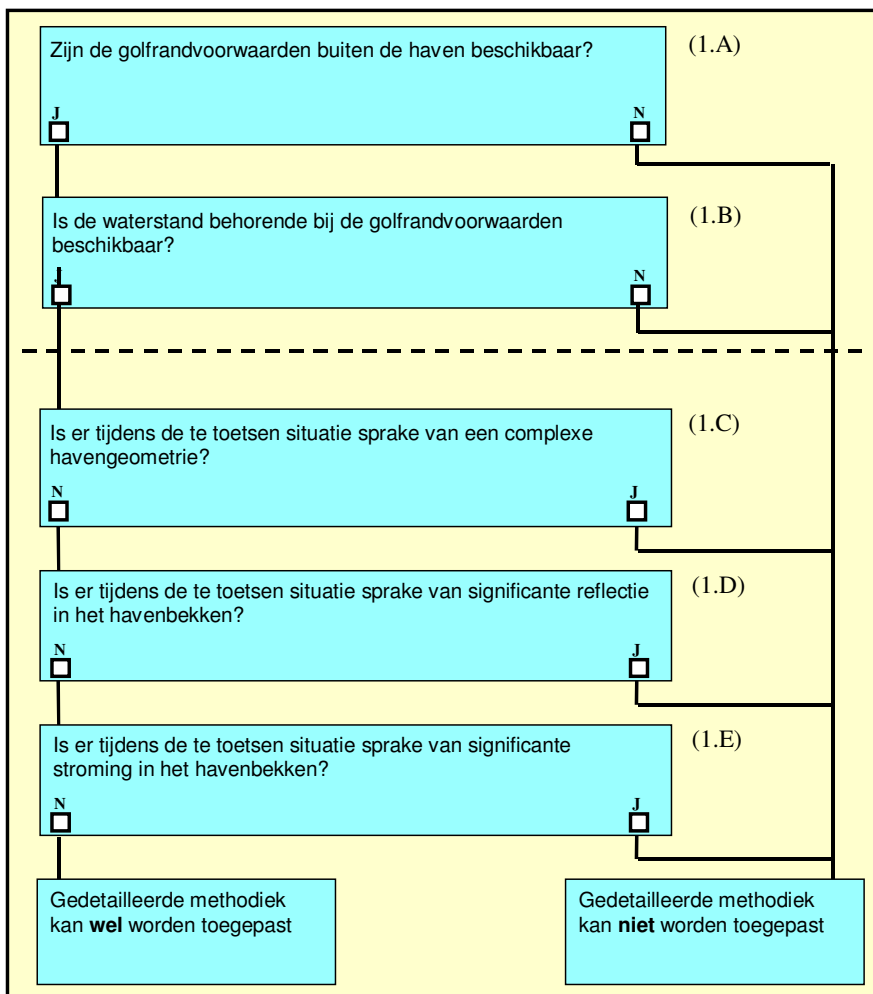 Zijn de golfrandvoorwaarden buiten de haven beschikbaar?
(1.A)
J
N
Is de waterstand behorende bij de golfrandvoorwaarden
beschikbaar?
(1.B)
J
N
Is er tijdens de te toetsen situatie sprake van een complexe
havengeometrie?
(1.C)
N
J
Is er tijdens de te toetsen situatie sprake van significante reflectie
in het havenbekken?
(1.D)
N
J
Is er tijdens de te toetsen situatie sprake van significante
stroming in het havenbekken?
(1.E)
N
J
Gedetailleerde methodiek
kan wel worden toegepast
Gedetailleerde methodiek
kan niet worden toegepast